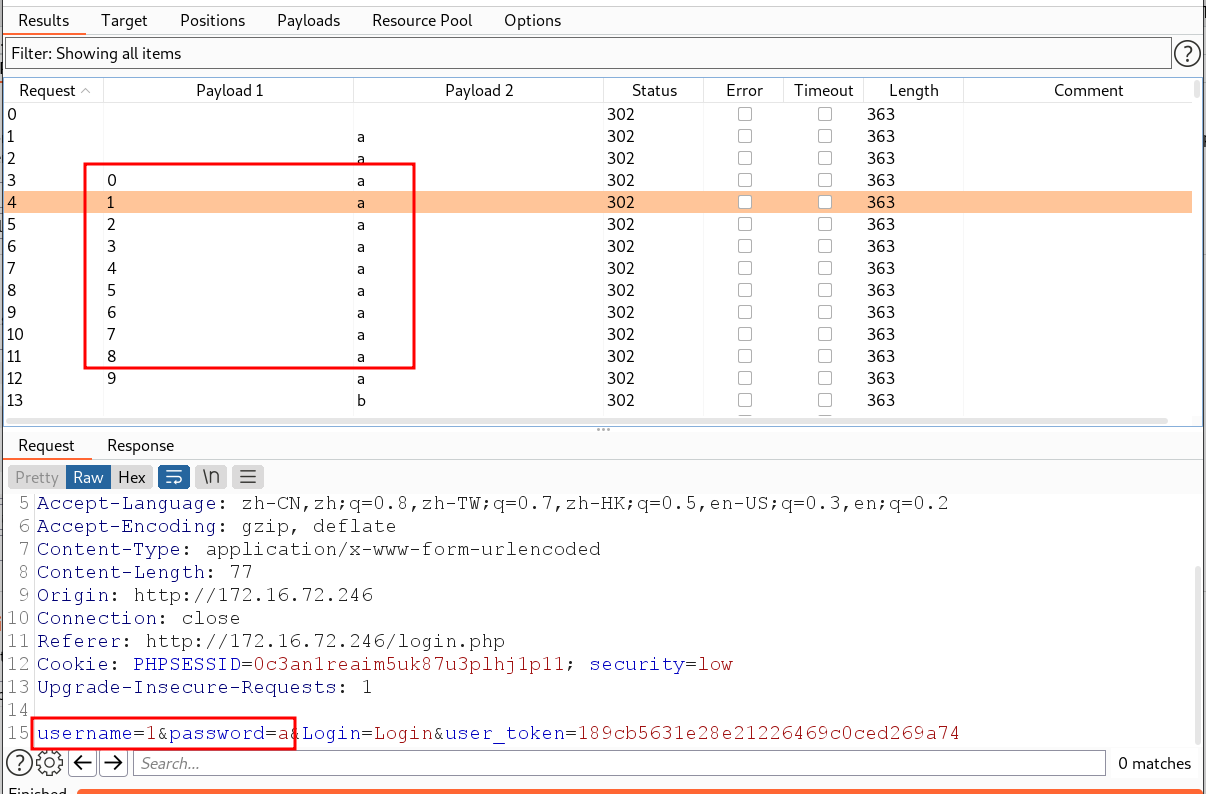 Results Target Positions Payloads Resource Pool Options
Filter: Showing all items
?
Request Payload 1 Payload 2 Status Error Timeout Length Comment
0 302 363
1 a 302 363
2 a 302 363
3 0 a 302 363
4 1 a 302 363
5 2 a 302 363
6 3 a 302 363
7 4 a 302 363
8 5 a 302 363
9 6 a 302 363
10 7 a 302 363
11 8 a 302 363
12 9 a 302 363
13 b 302 363
Request Response
Pretty Raw Hex \n
5 Accept-Language: zh-CN,zh;q=0.8,zh-TW;q=0.7,zh-HK;q=0.5,en-US;q=0.3,en;q=0.2
6 Accept-Encoding: gzip, deflate
7 Content-Type: application/x-www-form-urlencoded
8 Content-Length: 77
9 Origin: http://172.16.72.246
10 Connection: close
11 Referer: http://172.16.72.246/login.php
12 Cookie: PHPSESSID=0c3an1reaim5uk87u3plhj1p11; security=low
13 Upgrade-Insecure-Requests: 1
14
15 username=1&password=a&Login=Login&user_token=189cb5631e28e21226469c0ced269a74
? Search... 0 matches
Finished